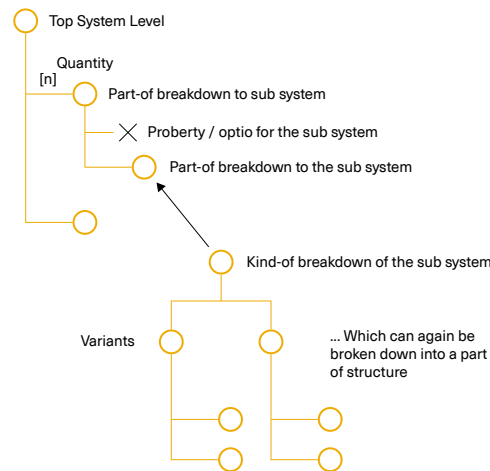 Top System Level
Quantity
[n]
Part-of breakdown to sub system
Proberty / optio for the sub system
Part-of breakdown to the sub system
Kind-of breakdown of the sub system
Variants
... Which can again be
broken down into a part
of structure